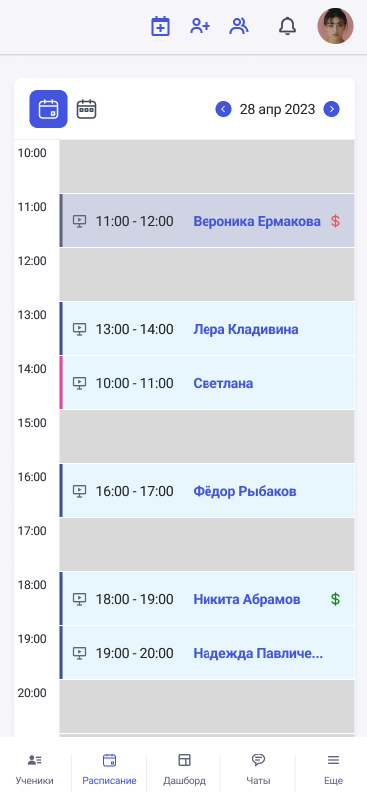 28 апр 2023
10:00
11:00
11:00 - 12:00 Вероника Ермакова $
12:00
13:00
13:00 - 14:00 Лера Кладивина
14:00
10:00 - 11:00 Светлана
15:00
16:00
16:00 - 17:00 Фёдор Рыбаков
17:00
18:00
18:00 - 19:00 Никита Абрамов $
19:00
19:00 - 20:00 Надежда Павличе...
20:00
Ученики Расписание Дашборд Чаты Еще